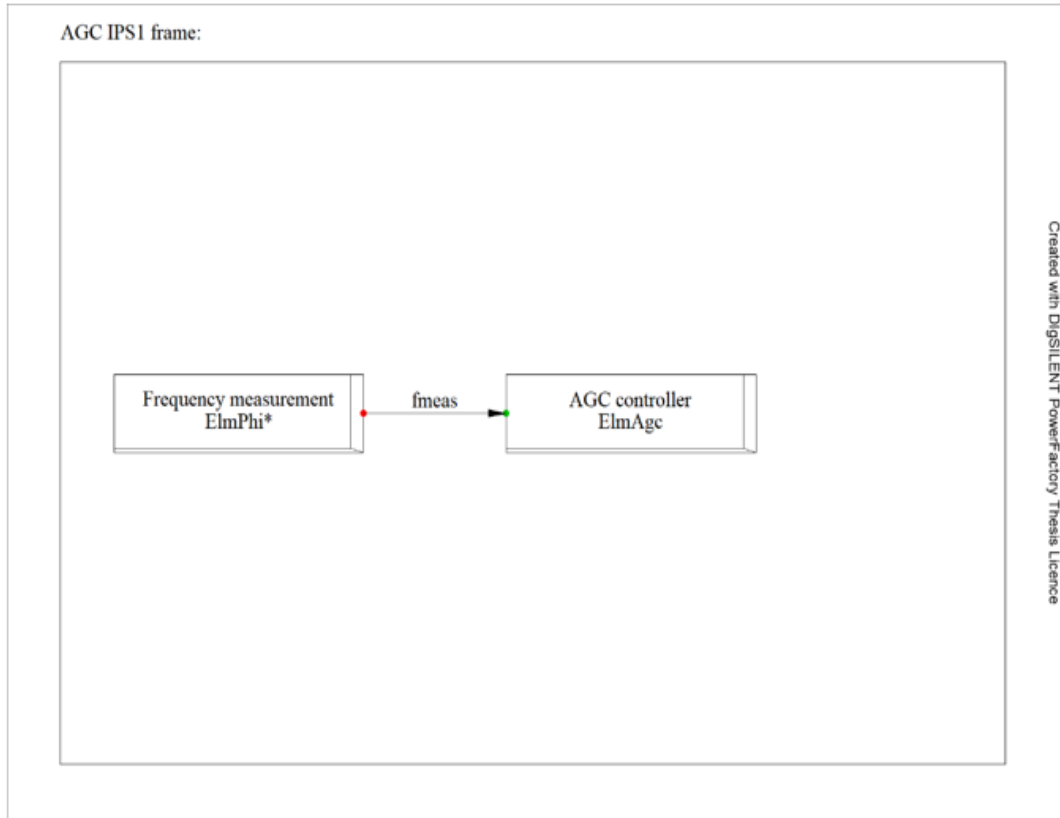 AGC IPS1 frame:
Frequency measurement
ElmPhi*
fmeas
AGC controller
ElmAgc
Created with DIgSILENT PowerFactory Thesis Licence